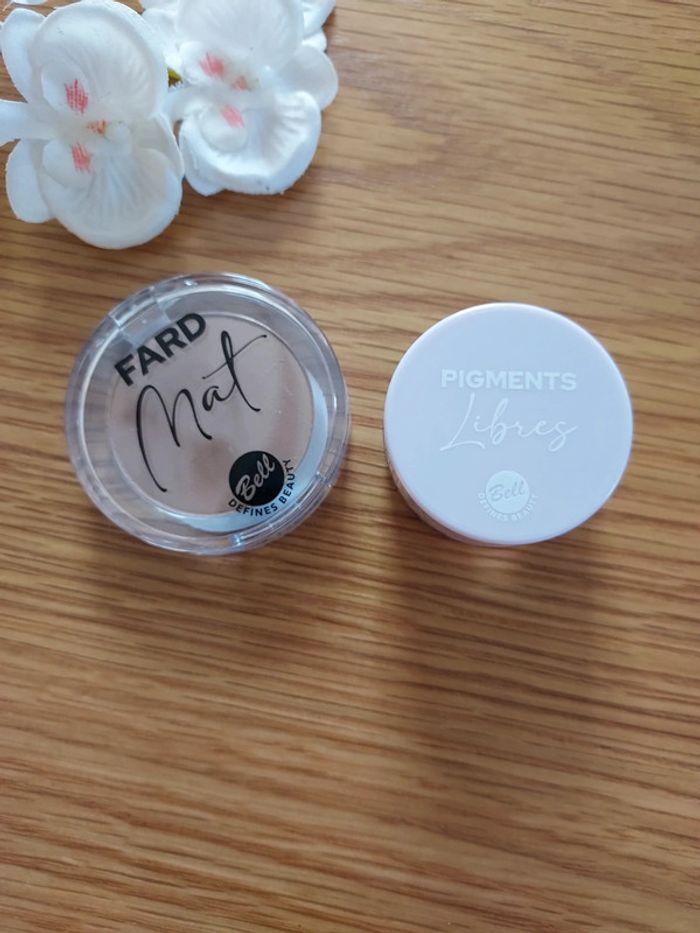 FARD
Mat
Bell
DEFINES BEAUTY
PIGMENTS
Libres
Bell
DEFINES BEAUTY